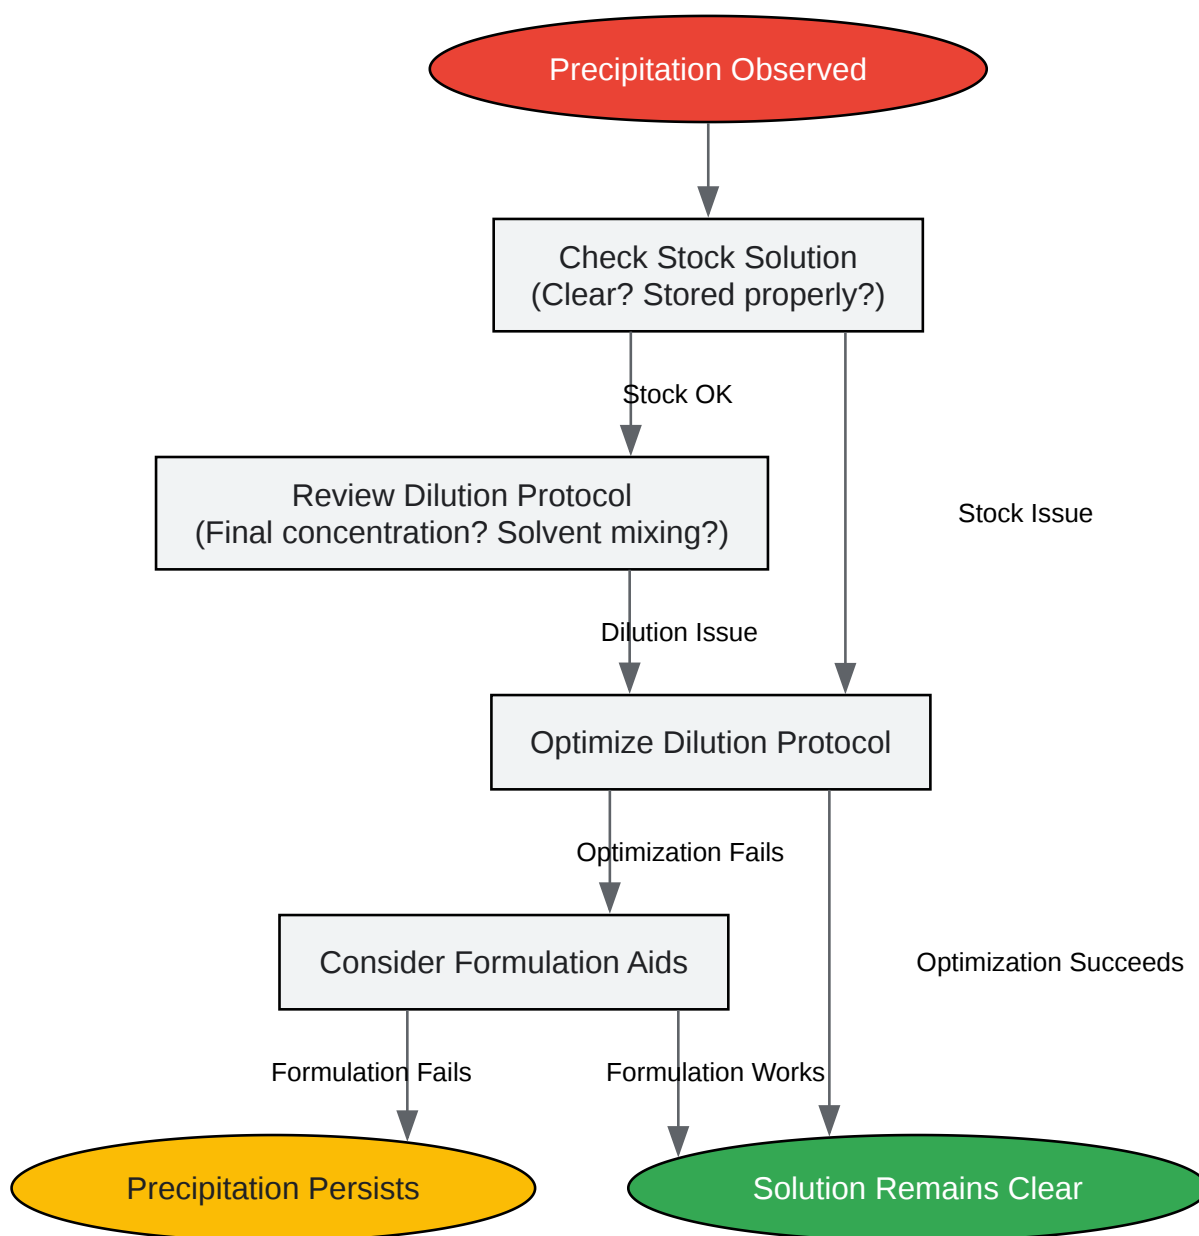 Precipitation Observed
Check Stock Solution
(Clear? Stored properly?)
Stock OK
Review Dilution Protocol
(Final concentration? Solvent mixing?)
Stock Issue
Dilution Issue
Optimize Dilution Protocol
Optimization Fails
Consider Formulation Aids
Optimization Succeeds
Formulation Fails
Formulation Works
Precipitation Persists
Solution Remains Clear